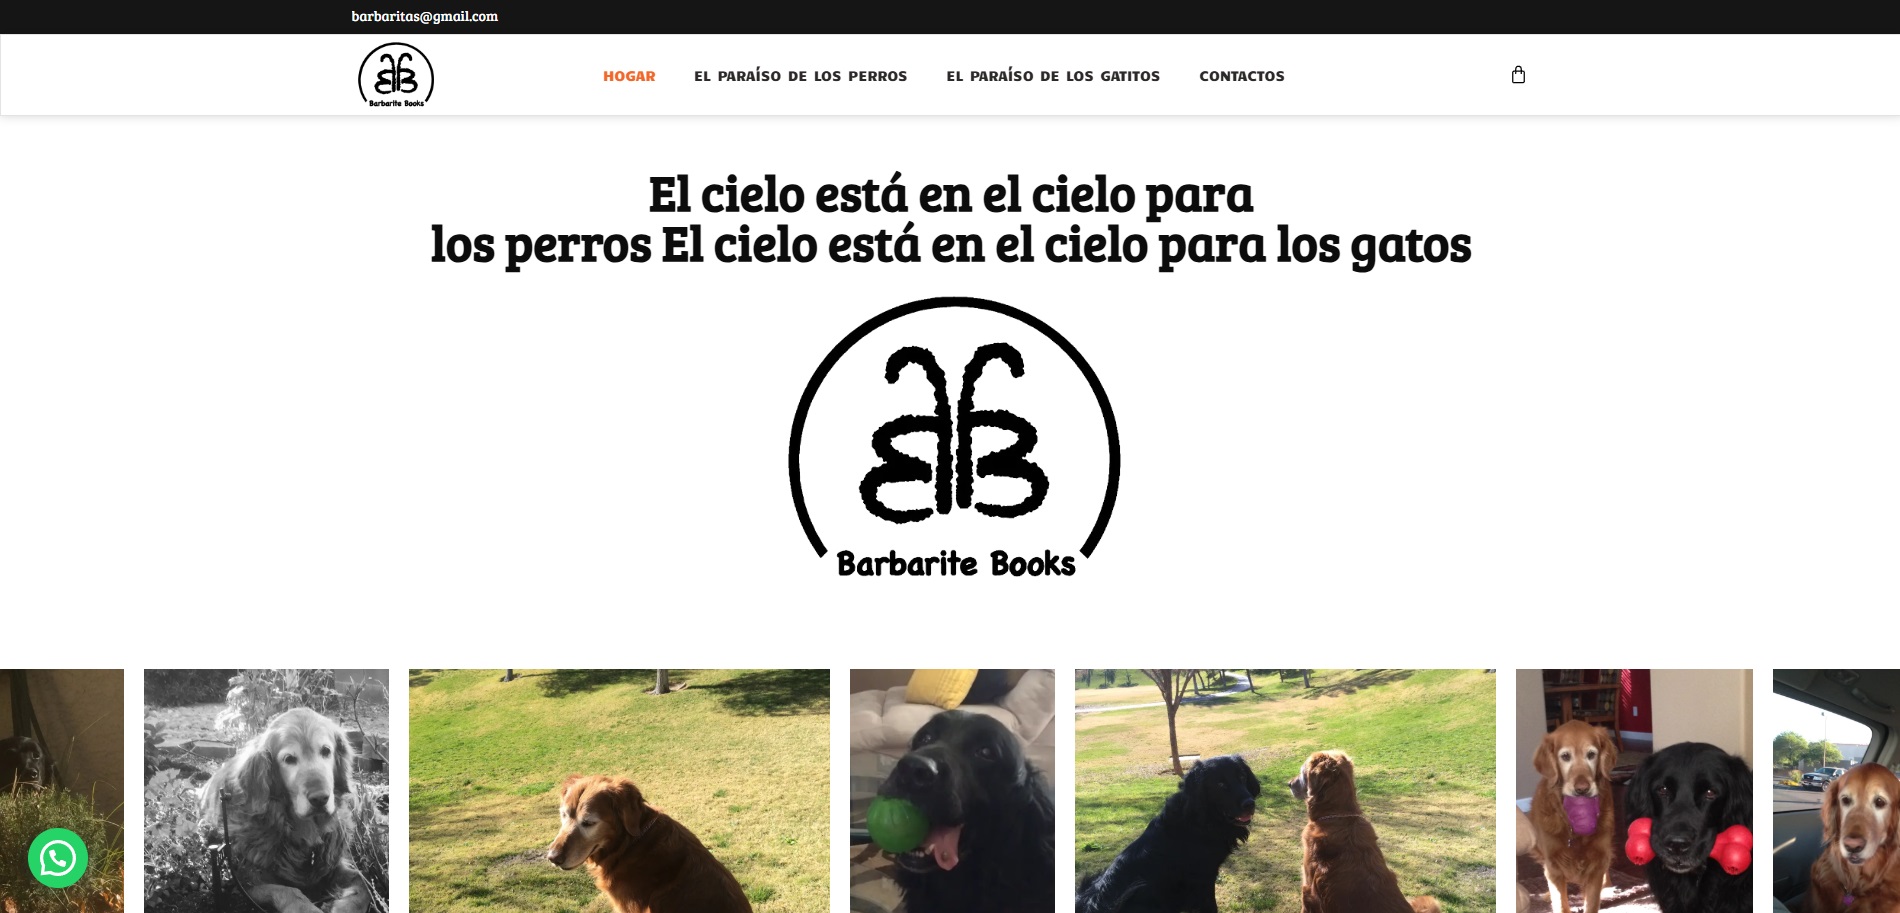 barbaritas@gmail.com
Barbarite Books
HOGAR EL PARAÍSO DE LOS PERROS EL PARAÍSO DE LOS GATITOS CONTACTOS
El cielo está en el cielo para
los perros El cielo está en el cielo para los gatos
Barbarite Books